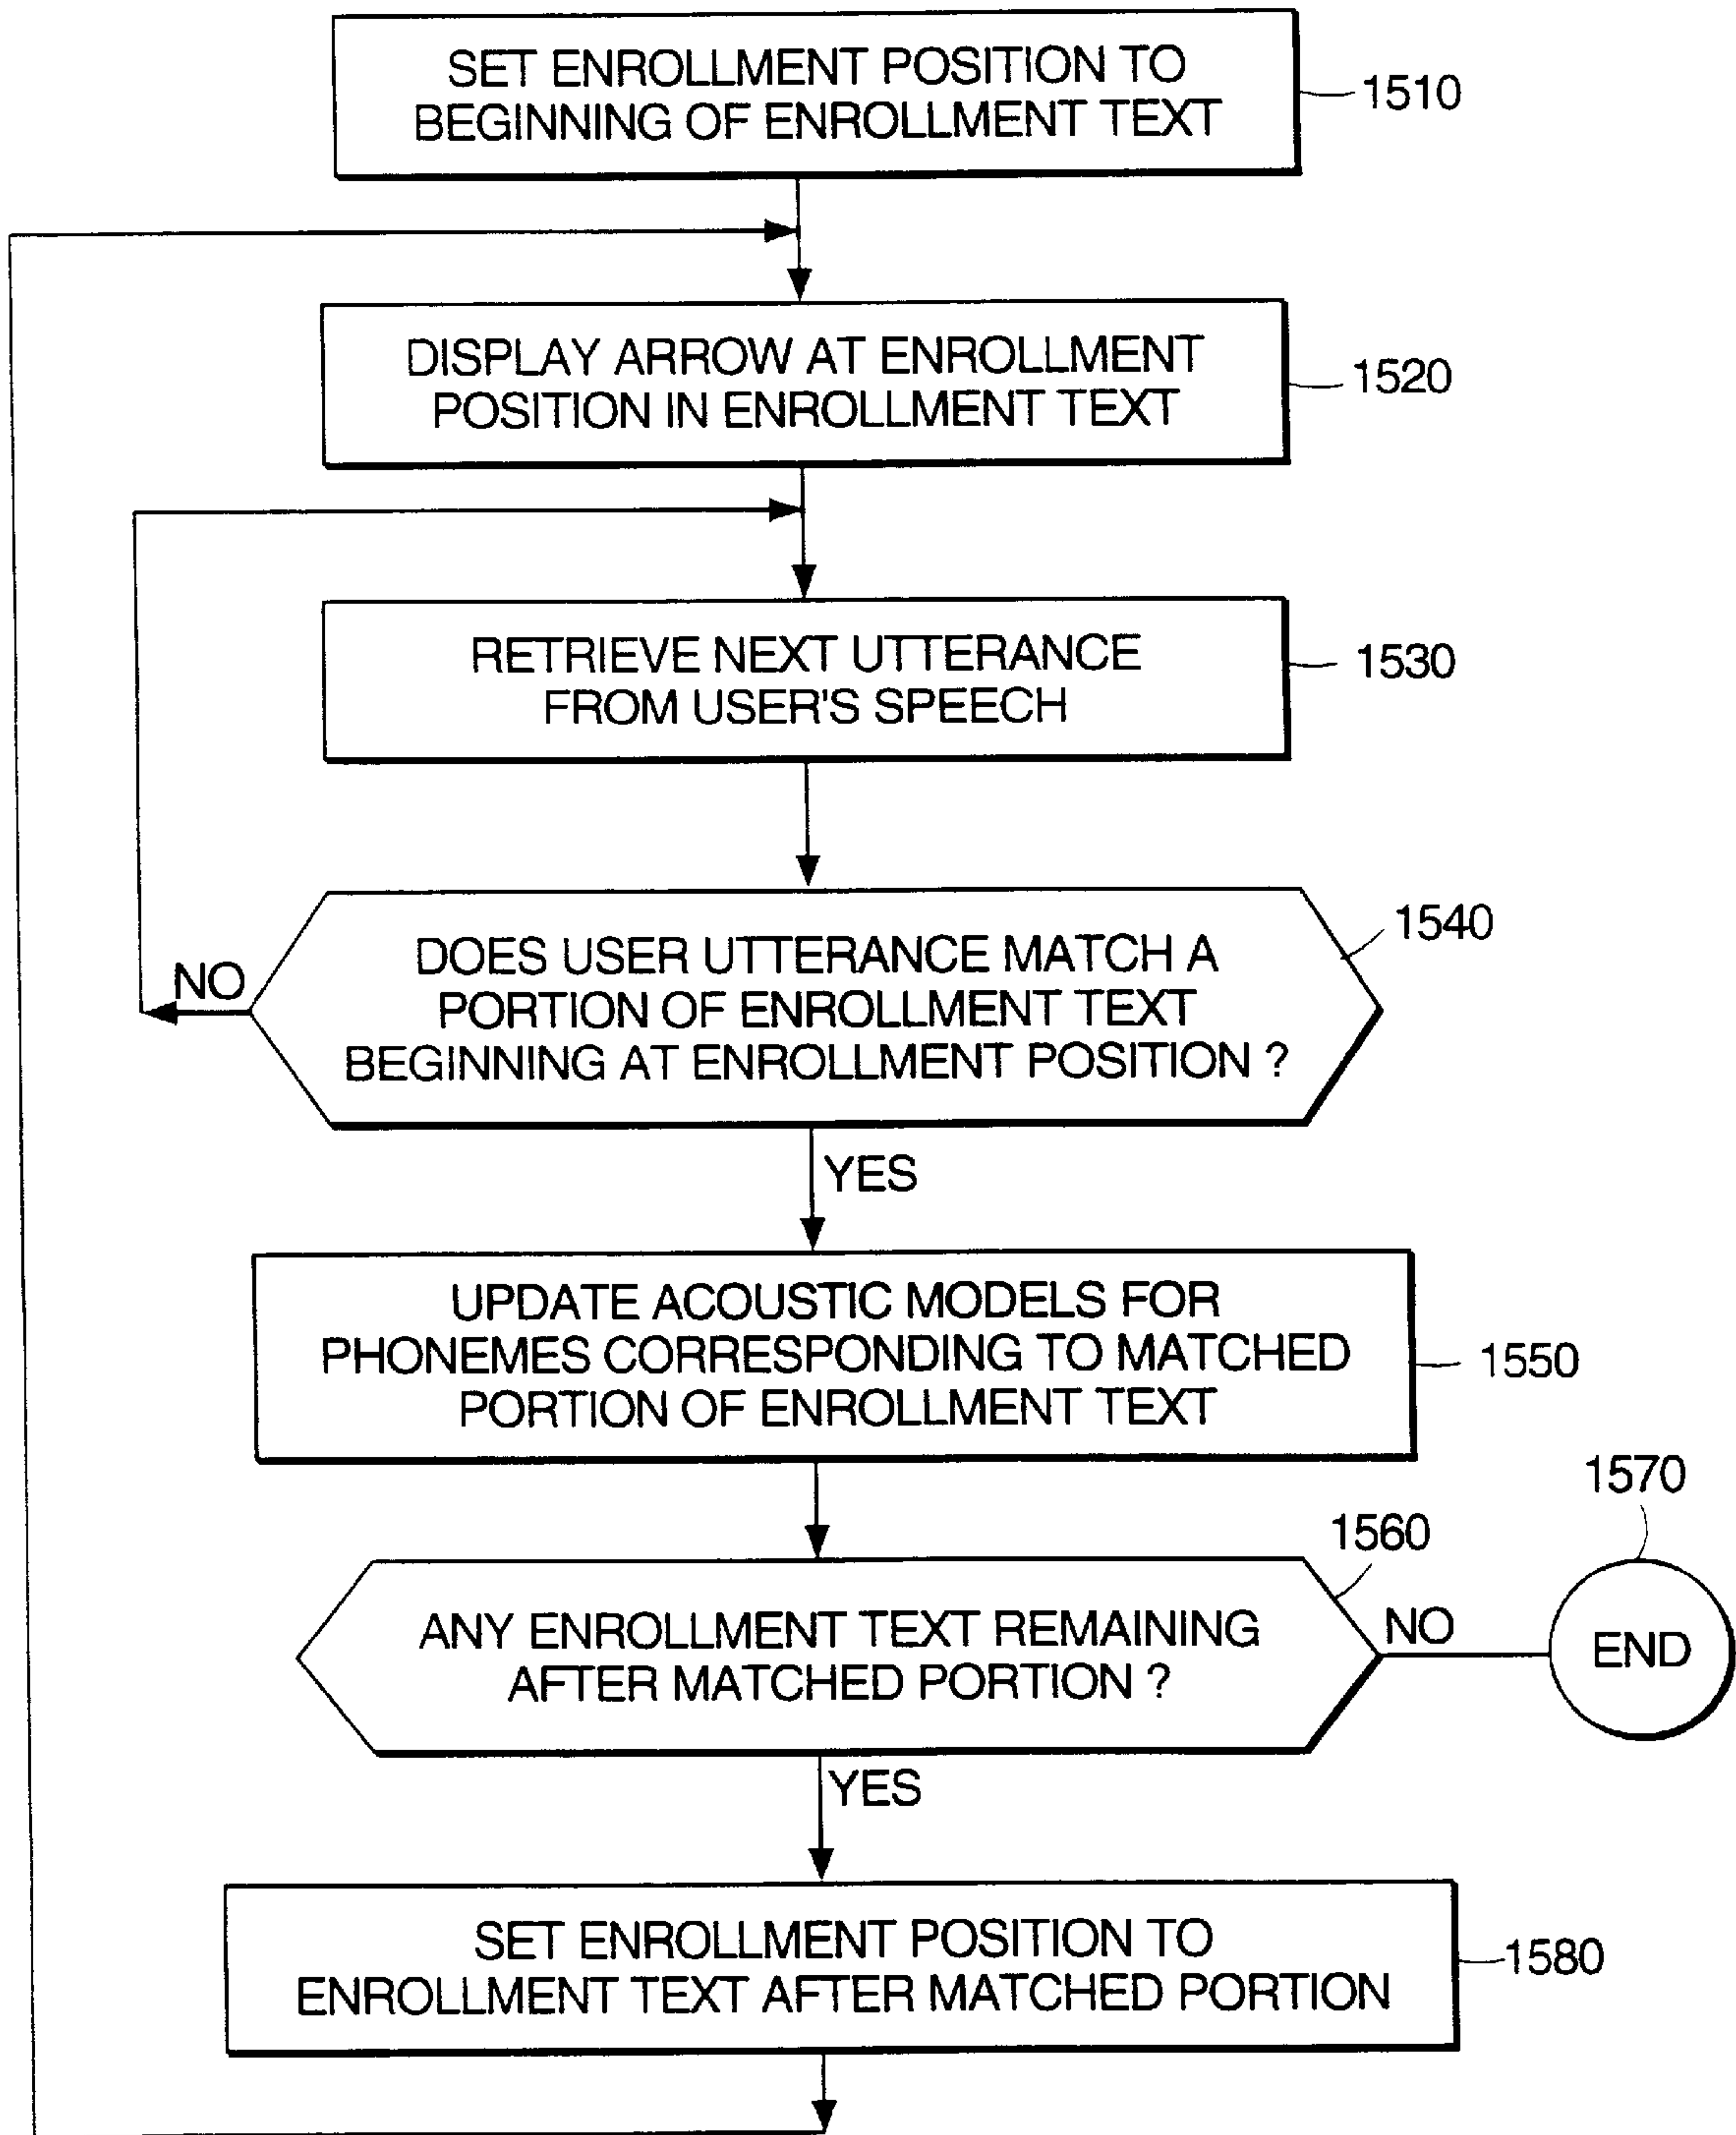 SET ENROLLMENT POSITION TO
BEGINNING OF ENROLLMENT TEXT
1510
DISPLAY ARROW AT ENROLLMENT
POSITION IN ENROLLMENT TEXT
1520
RETRIEVE NEXT UTTERANCE
FROM USER'S SPEECH
1530
DOES USER UTTERANCE MATCH A
PORTION OF ENROLLMENT TEXT
BEGINNING AT ENROLLMENT POSITION ?
1540
NO
YES
UPDATE ACOUSTIC MODELS FOR
PHONEMES CORRESPONDING TO MATCHED
PORTION OF ENROLLMENT TEXT
1550
ANY ENROLLMENT TEXT REMAINING
AFTER MATCHED PORTION ?
1560
NO
1570
END
YES
SET ENROLLMENT POSITION TO
ENROLLMENT TEXT AFTER MATCHED PORTION
1580